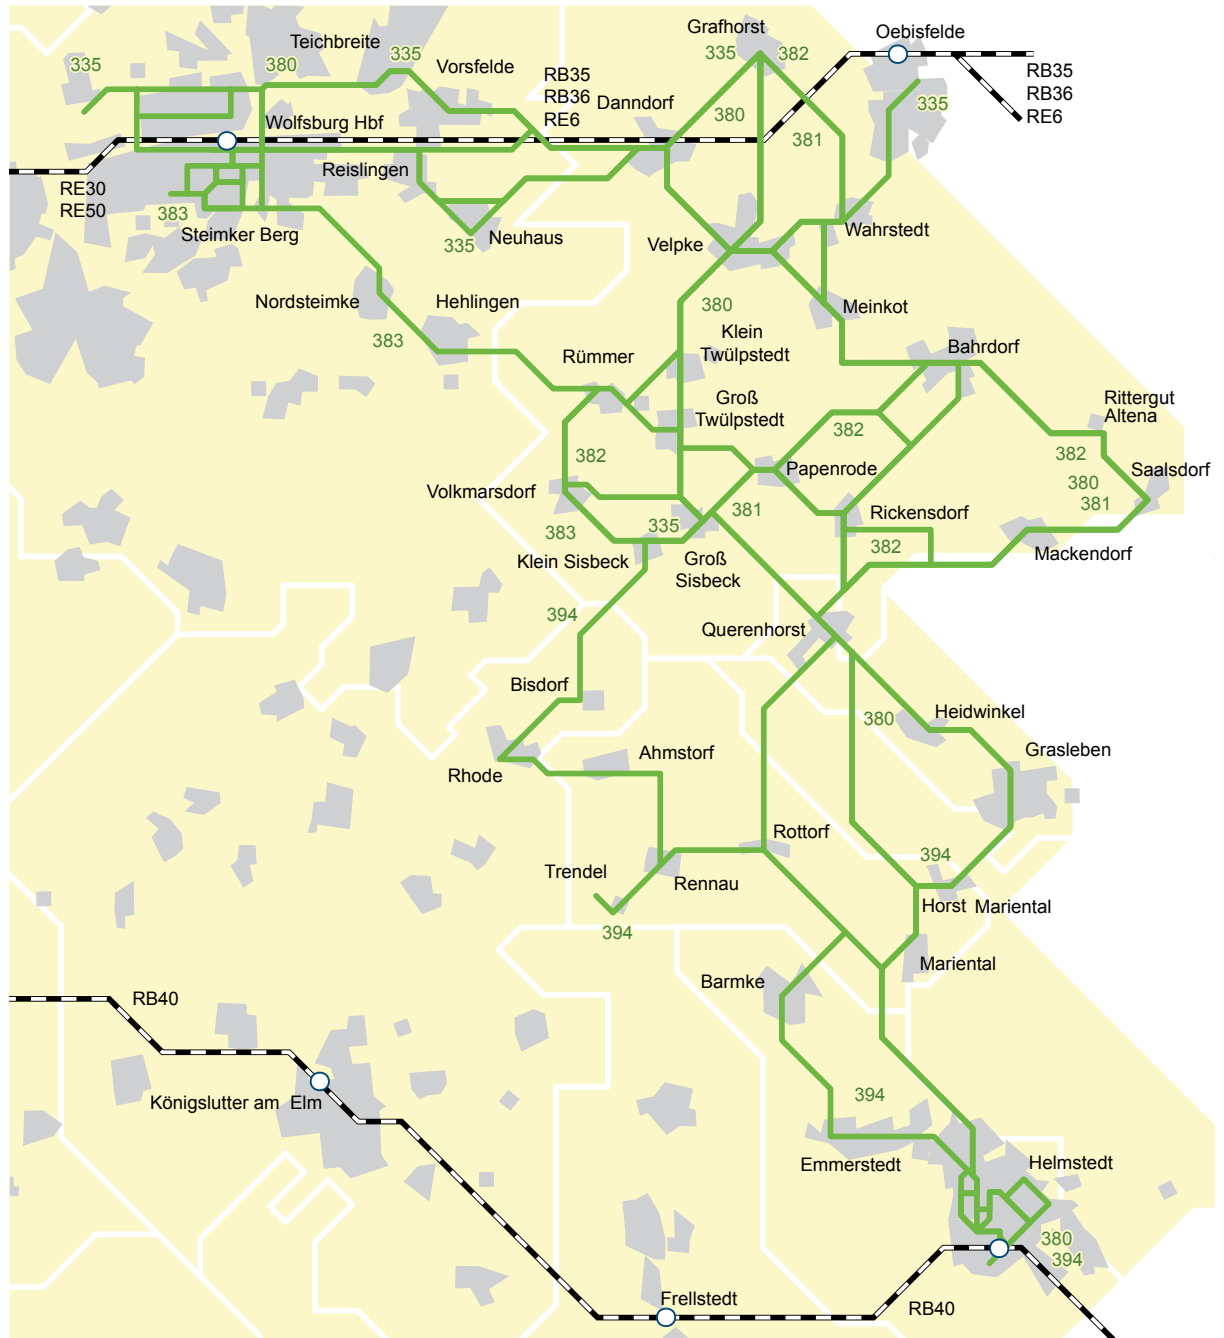 Grafhorst
Oebisfelde
Teichbreite
335
335
382
335
380
Vorsfelde
RB35
RB36
RE6
RB35
RB36
RE6
Danndorf
380
335
Wolfsburg Hbf
381
Reislingen
RE30
RE50
383
Steimker Berg
335
Neuhaus
Velpke
Wahrstedt
Nordsteimke
Hehlingen
380
Meinkot
383
Klein
Twülpstedt
Rümmer
Bahrdorf
Groß
Twülpstedt
Rittergut
Altena
382
382
382
Volkmarsdorf
Papenrode
380
Saalsdorf
381
381
383
335
Rickensdorf
Klein Sisbeck
Groß
Sisbeck
382
Mackendorf
394
Querenhorst
Bisdorf
380
Heidwinkel
Rhode
Ahmstorf
Grasleben
Rottorf
394
Trendel
Rennau
Horst
Mariental
394
Barmke
Mariental
RB40
Königslutter am Elm
394
Emmerstedt
Helmstedt
380
394
Frellstedt
RB40